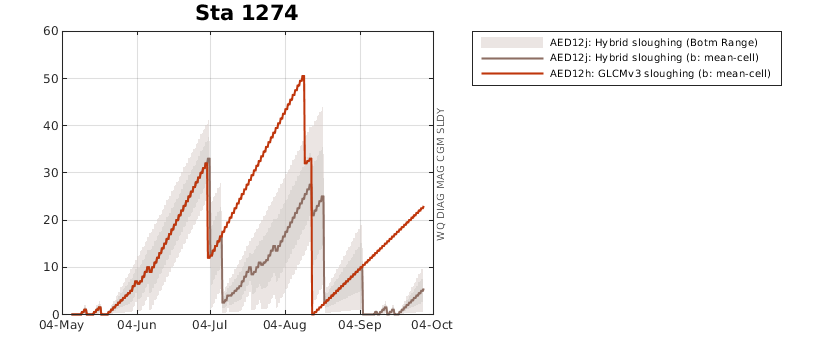 Sta 1274
60
50
40
30
20
10
0
04-May 04-Jun 04-Jul 04-Aug 04-Sep 04-Oct
WQ DIAG MAG CGM SLDY
AED12j: Hybrid sloughing (Botm Range)
AED12j: Hybrid sloughing (b: mean-cell)
AED12h: GLCMv3 sloughing (b: mean-cell)